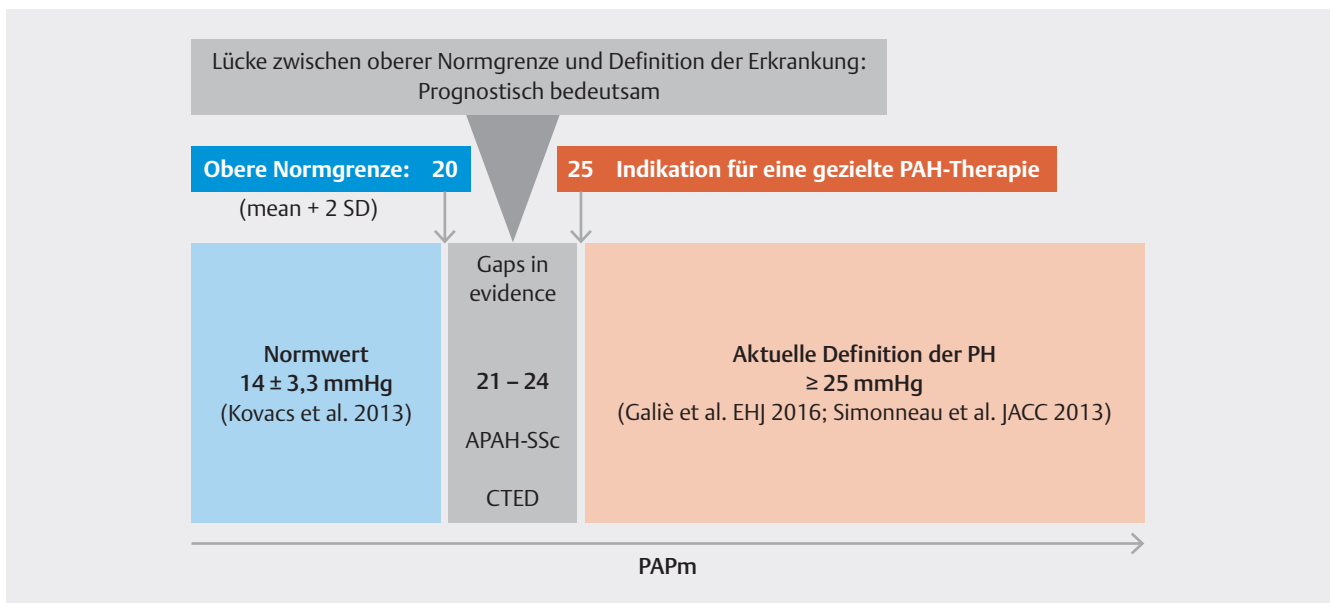 Lücke zwischen oberer Normgrenze und Definition der Erkrankung:
Prognostisch bedeutsam
Obere Normgrenze: 20
25 Indikation für eine gezielte PAH-Therapie
(mean + 2 SD)
Normwert
14 ± 3,3 mmHg
(Kovacs et al. 2013)
Gaps in
evidence
21 – 24
APAH-SSc
CTED
Aktuelle Definition der PH
≥ 25 mmHg
(Galiè et al. EHJ 2016; Simonneau et al. JACC 2013)
PAPm